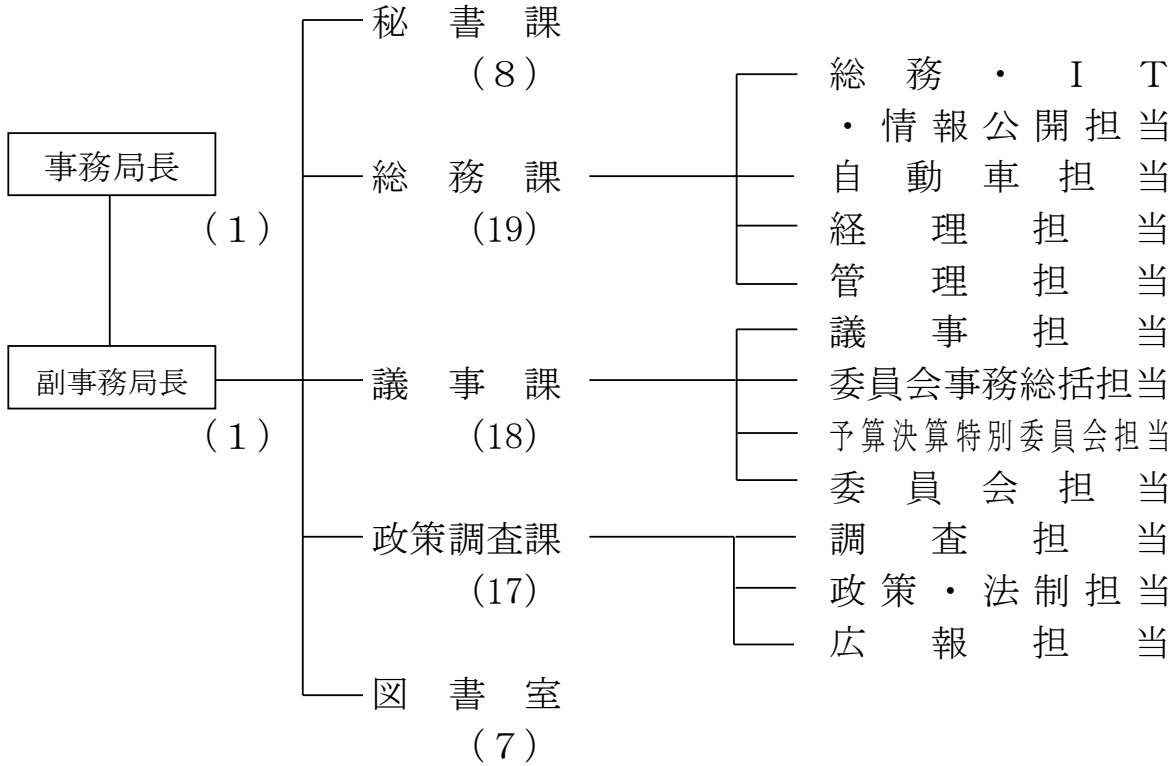 事務局長
（１）
副事務局長
（１）
秘書課
（８）
総務課
(19)
総務・ＩＴ
・情報公開担当
自動車担当
経理担当
管理担当
議事課
(18)
議事担当
委員会事務総括担当
予算決算特別委員会担当
委員会担当
政策調査課
(17)
調査担当
政策・法制担当
広報担当
図書室
（７）